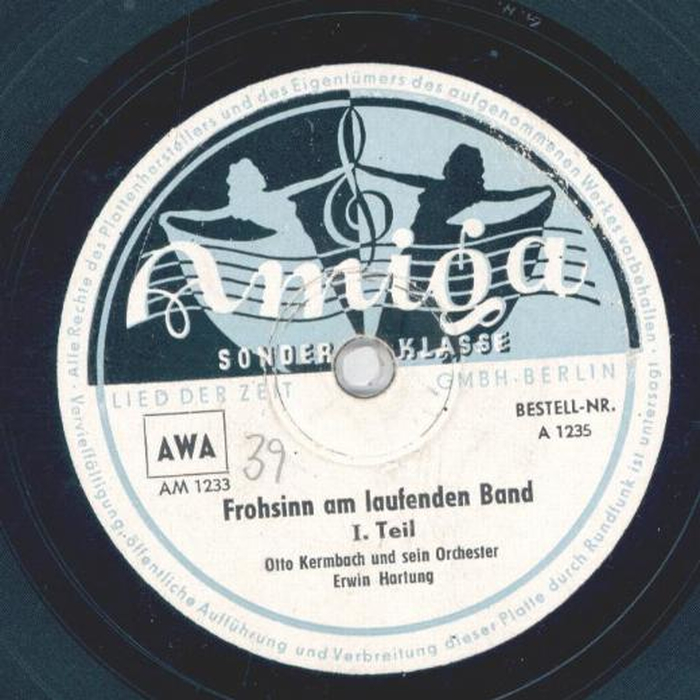 Alle Rechte des Plattenherstellers und des Eigentümers des aufgenommenen Werkes vorbehalten · Vervielfältigung, öffentliche Aufführung und Verbreitung dieser Platte durch Rundfunk ist untersagt ·
Amiga
SONDER KLASSE
LIED DER ZEIT GMBH·BERLIN
BESTELL-NR.
A 1235
AWA
39
AM 1233
Frohsinn am laufenden Band
I. Teil
Otto Kermbach und sein Orchester
Erwin Hartung